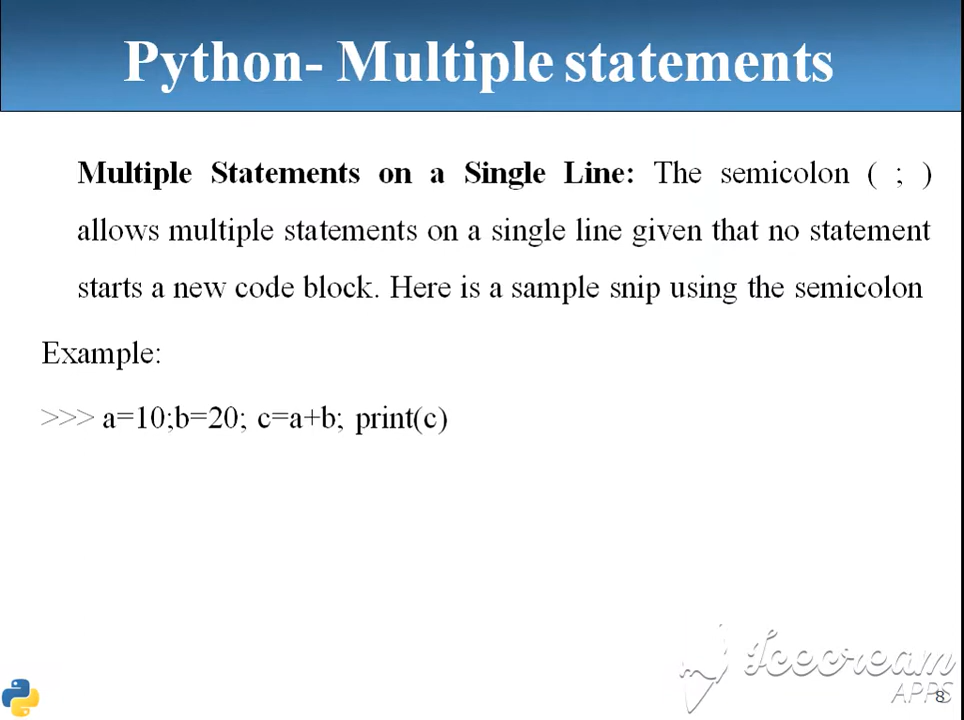 Python- Multiple statements
Multiple Statements on a Single Line: The semicolon ( ; )
allows multiple statements on a single line given that no statement
starts a new code block. Here is a sample snip using the semicolon
Example:
>>> a=10;b=20; c=a+b; print(c)
Icecream
APPS
8